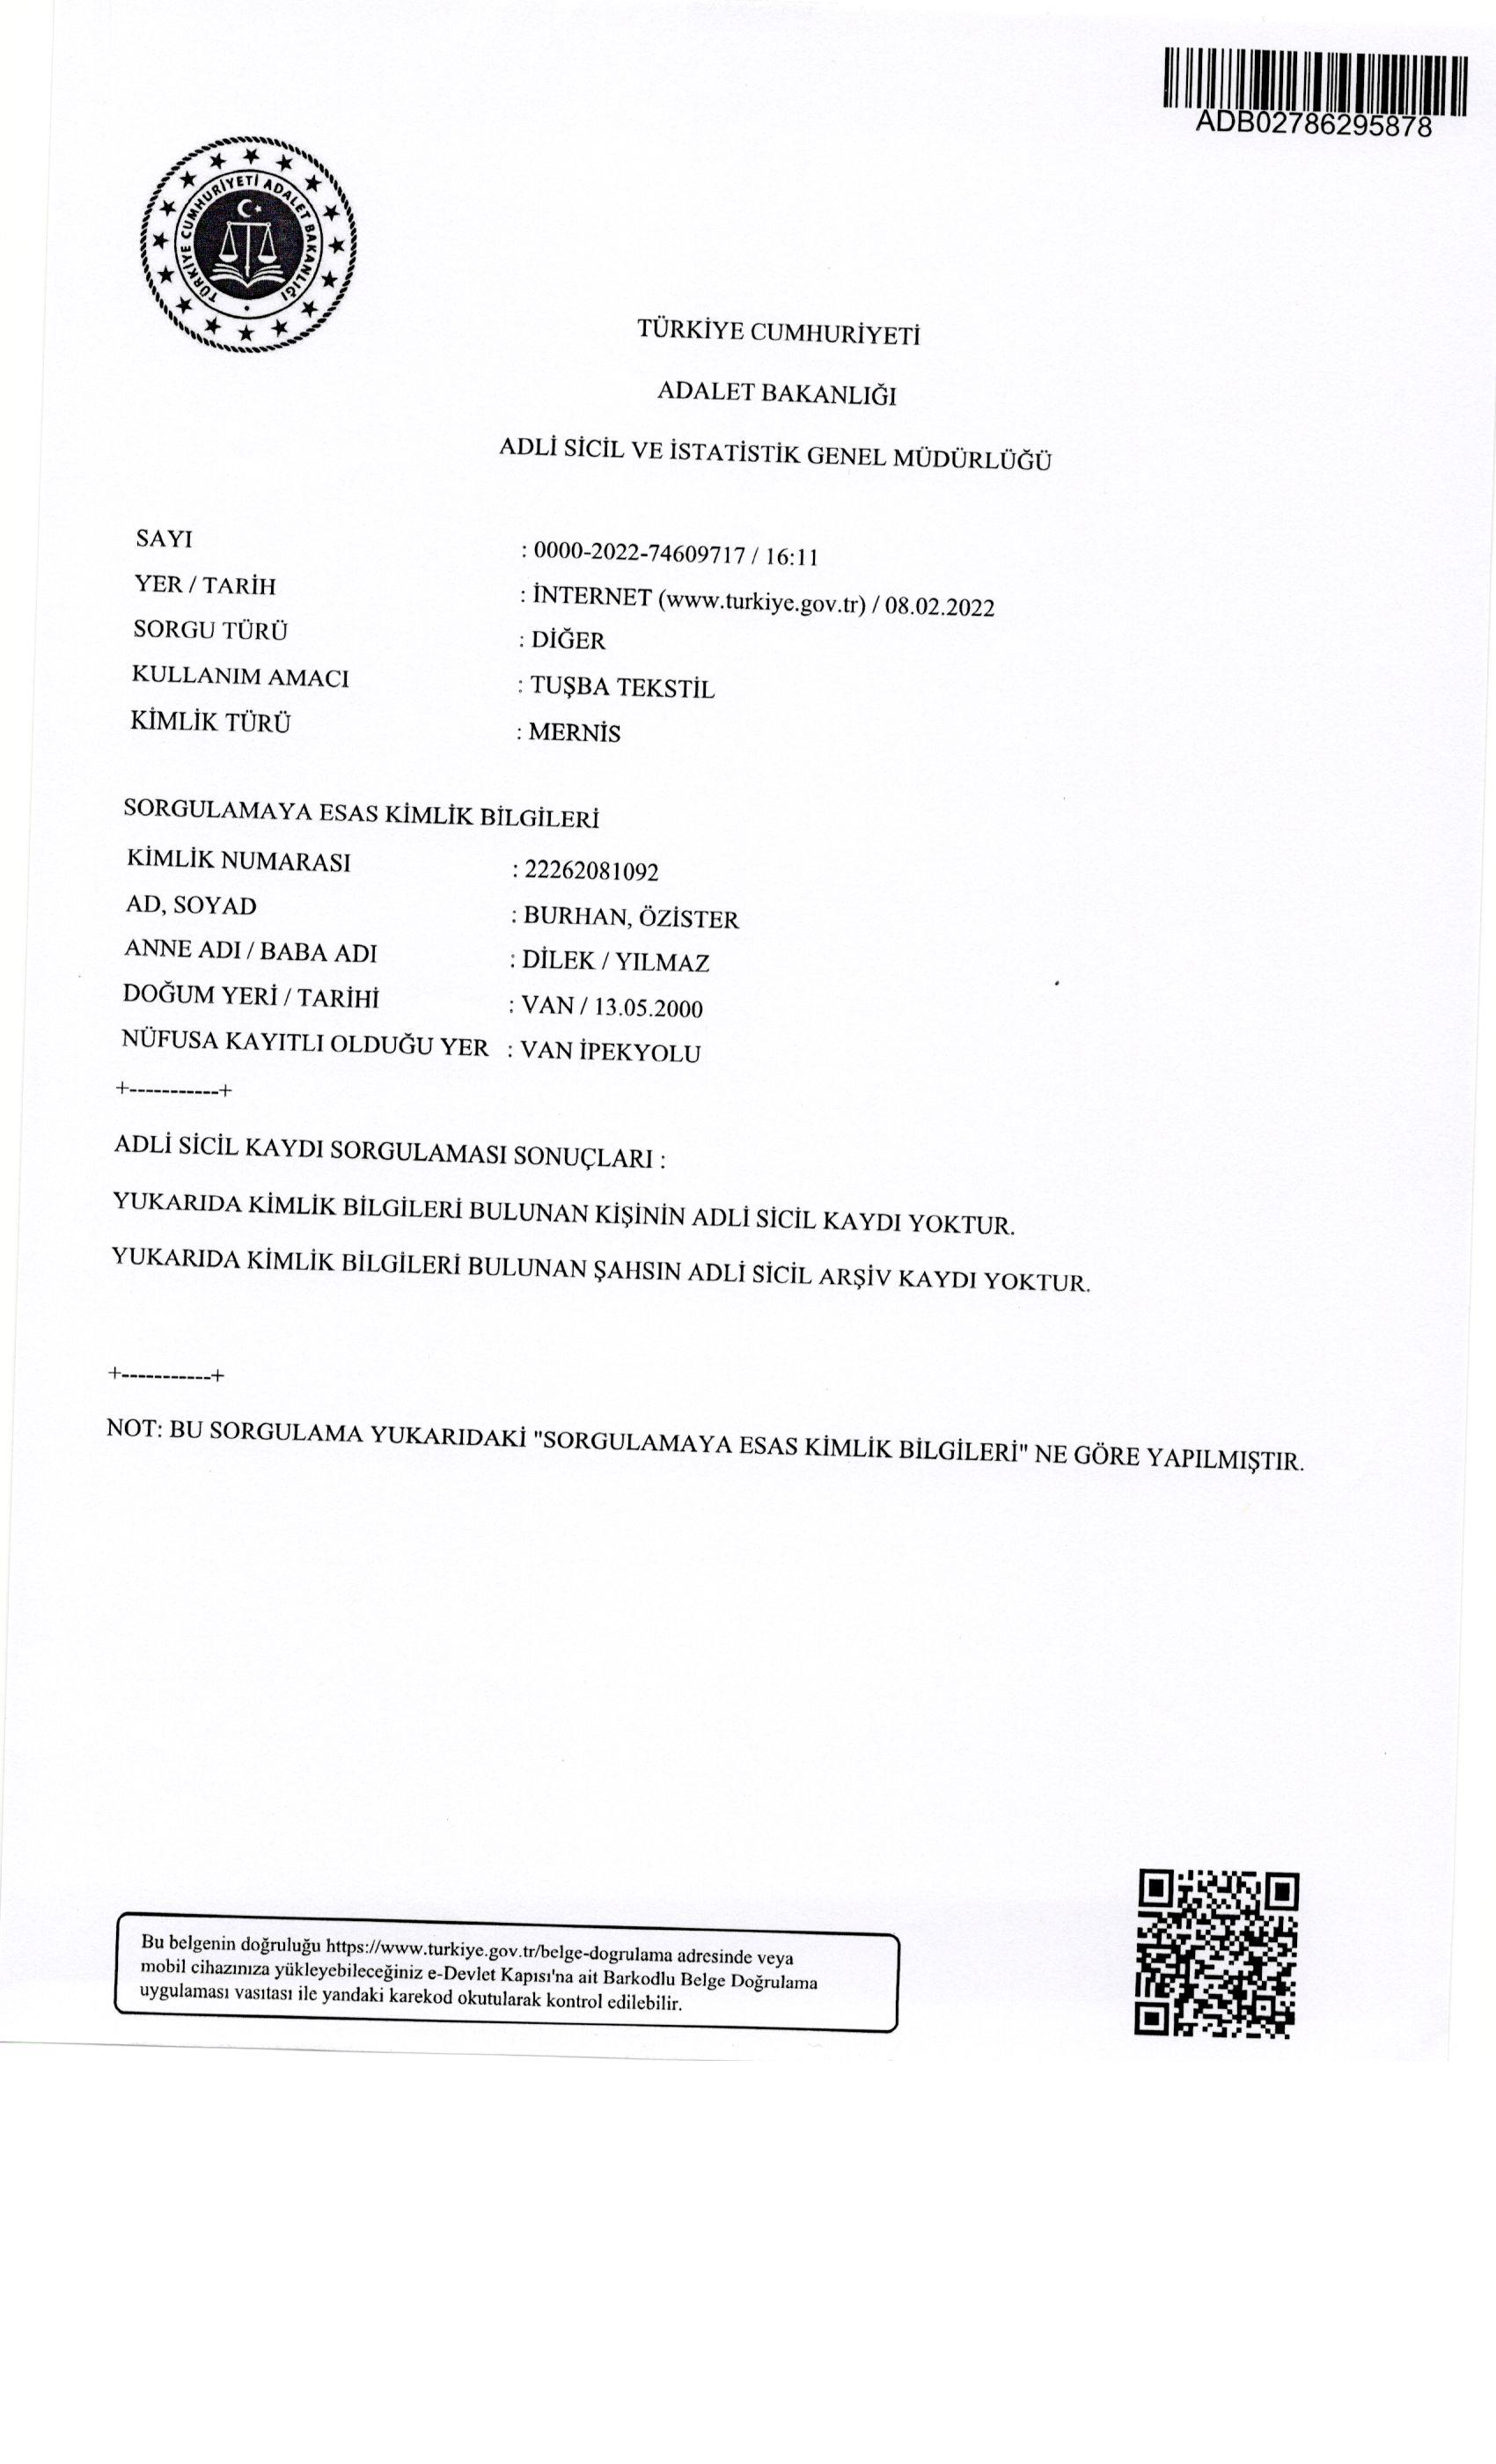 ADB02786295878
TÜRKİYE CUMHURİYETİ ADALET BAKANLIĞI
TÜRKİYE CUMHURİYETİ
ADALET BAKANLIĞI
ADLİ SİCİL VE İSTATİSTİK GENEL MÜDÜRLÜĞÜ
SAYI : 0000-2022-74609717 / 16:11
YER / TARİH : İNTERNET (www.turkiye.gov.tr) / 08.02.2022
SORGU TÜRÜ : DİĞER
KULLANIM AMACI : TUŞBA TEKSTİL
KİMLİK TÜRÜ : MERNİS
SORGULAMAYA ESAS KİMLİK BİLGİLERİ
KİMLİK NUMARASI : 22262081092
AD, SOYAD : BURHAN, ÖZİSTER
ANNE ADI / BABA ADI : DİLEK / YILMAZ
DOĞUM YERİ / TARİHİ : VAN / 13.05.2000
NÜFUSA KAYITLI OLDUĞU YER : VAN İPEKYOLU
+-----------+
ADLİ SİCİL KAYDI SORGULAMASI SONUÇLARI :
YUKARIDA KİMLİK BİLGİLERİ BULUNAN KİŞİNİN ADLİ SİCİL KAYDI YOKTUR.
YUKARIDA KİMLİK BİLGİLERİ BULUNAN ŞAHSIN ADLİ SİCİL ARŞİV KAYDI YOKTUR.
+-----------+
NOT: BU SORGULAMA YUKARIDAKİ "SORGULAMAYA ESAS KİMLİK BİLGİLERİ" NE GÖRE YAPILMIŞTIR.
Bu belgenin doğruluğu https://www.turkiye.gov.tr/belge-dogrulama adresinde veya
mobil cihazınıza yükleyebileceğiniz e-Devlet Kapısı'na ait Barkodlu Belge Doğrulama
uygulaması vasıtası ile yandaki karekod okutularak kontrol edilebilir.